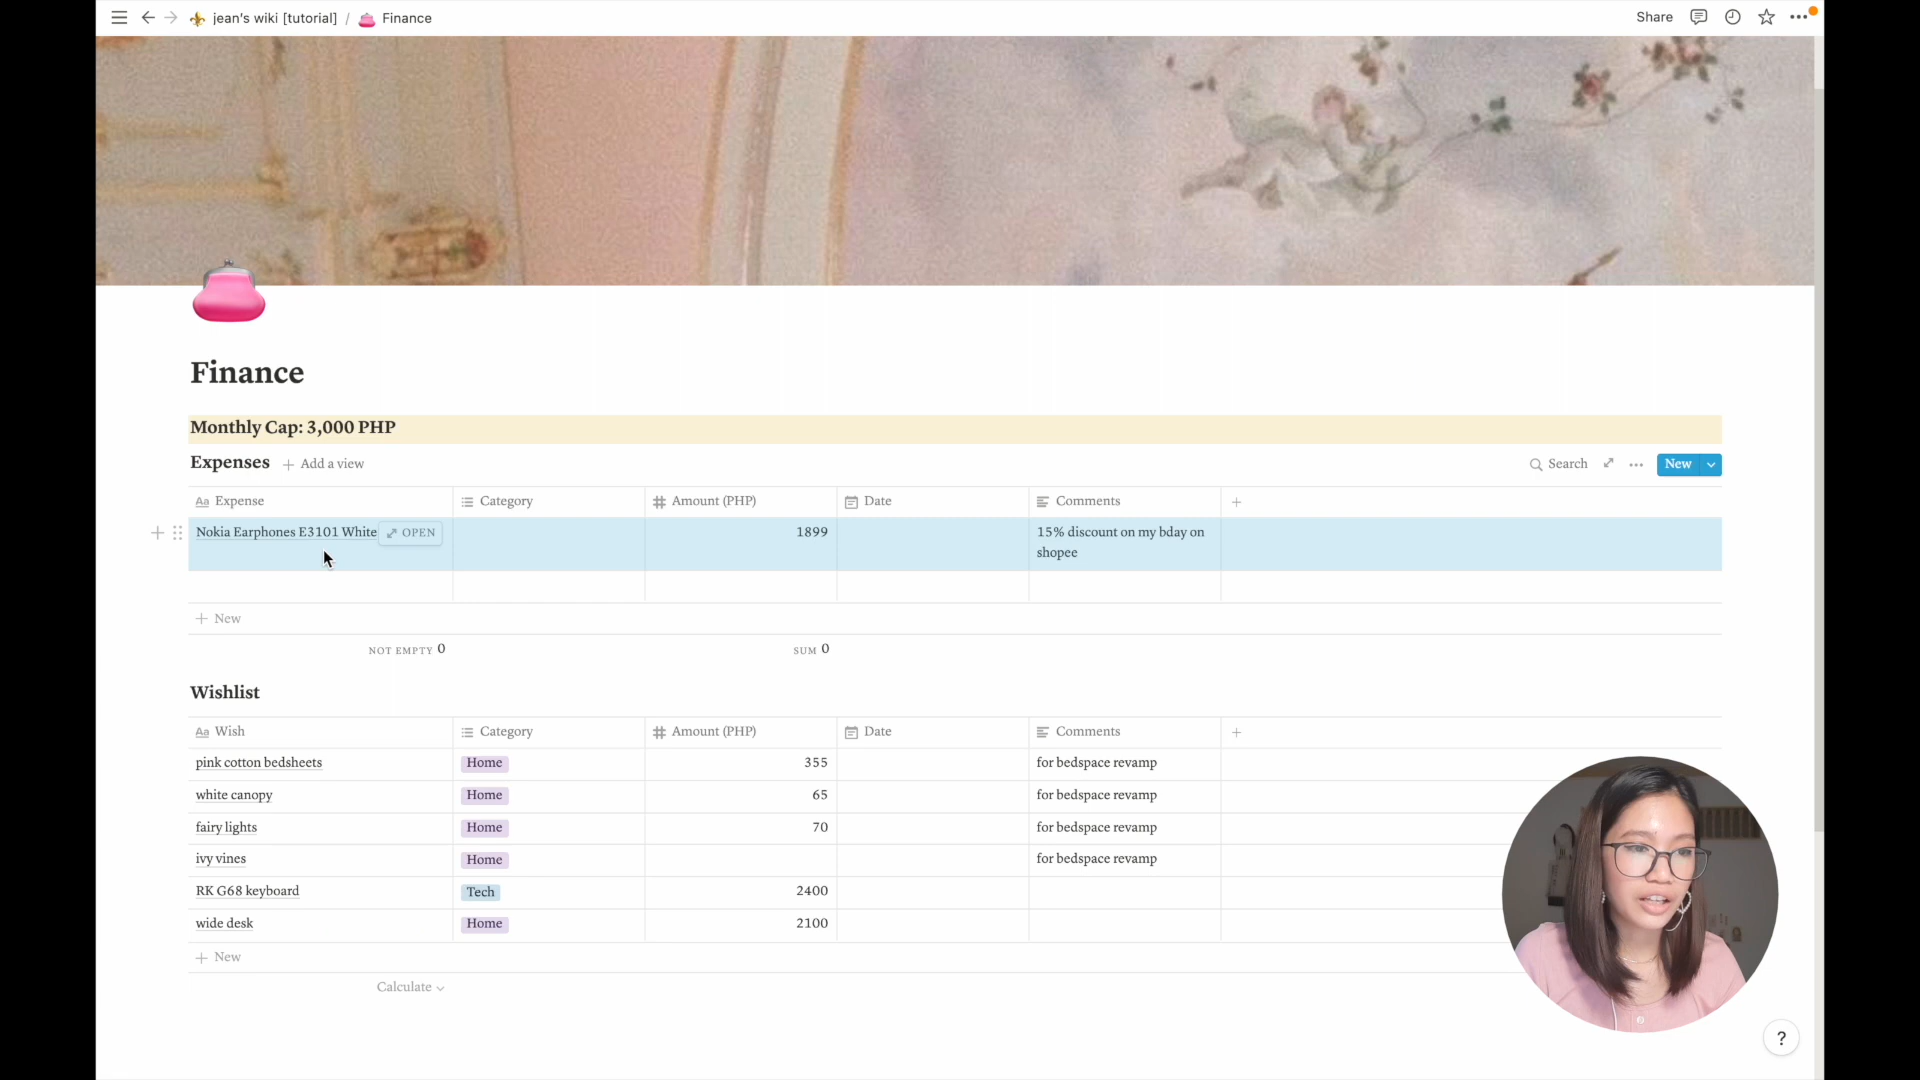 jean's wiki [tutorial] / Finance
Share
Finance
Monthly Cap: 3,000 PHP
Expenses + Add a view
Search
New
Aa Expense
Category
# Amount (PHP)
Date
Comments
+
Nokia Earphones E3101 White
OPEN
1899
15% discount on my bday on
shopee
+ New
NOT EMPTY 0
SUM 0
Wishlist
Aa Wish
Category
# Amount (PHP)
Date
Comments
+
pink cotton bedsheets
Home
355
for bedspace revamp
white canopy
Home
65
for bedspace revamp
fairy lights
Home
70
for bedspace revamp
ivy vines
Home
for bedspace revamp
RK G68 keyboard
Tech
2400
wide desk
Home
2100
+ New
Calculate
?